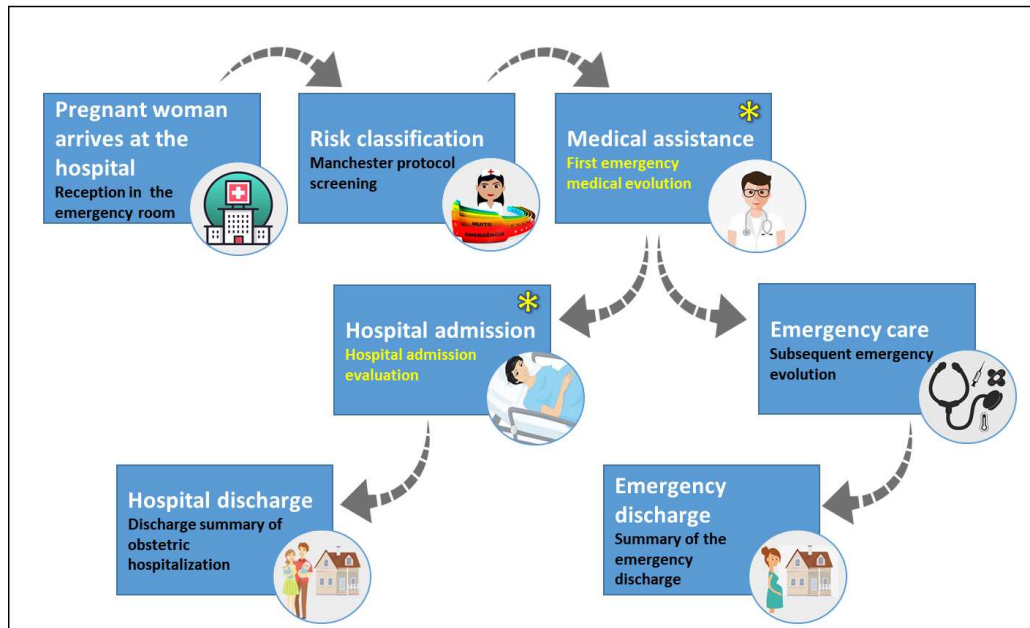 Pregnant woman
arrives at the
hospital
Reception in the
emergency room
Risk classification
Manchester protocol
screening
MUITO
EMERGÊNCIA
*
Medical assistance
First emergency
medical evolution
*
Hospital admission
Hospital admission
evaluation
Emergency care
Subsequent emergency
evolution
Hospital discharge
Discharge summary of
obstetric
hospitalization
Emergency
discharge
Summary of the
emergency
discharge